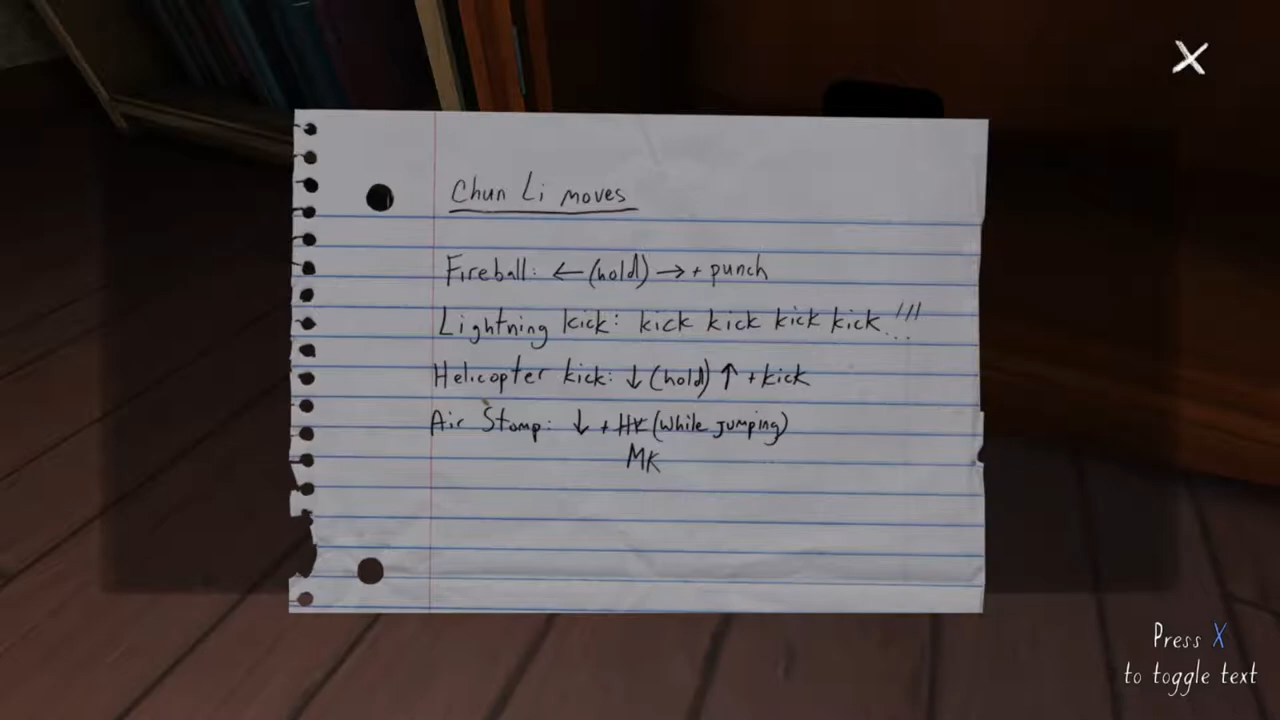 X
Chun Li moves
Fireball: ← (hold) → + punch
Lightning kick: kick kick kick kick...!!!
Helicopter kick: ↓ (hold) ↑ + kick
Air Stomp: ↓ + HK (while jumping)
MK
Press X
to toggle text